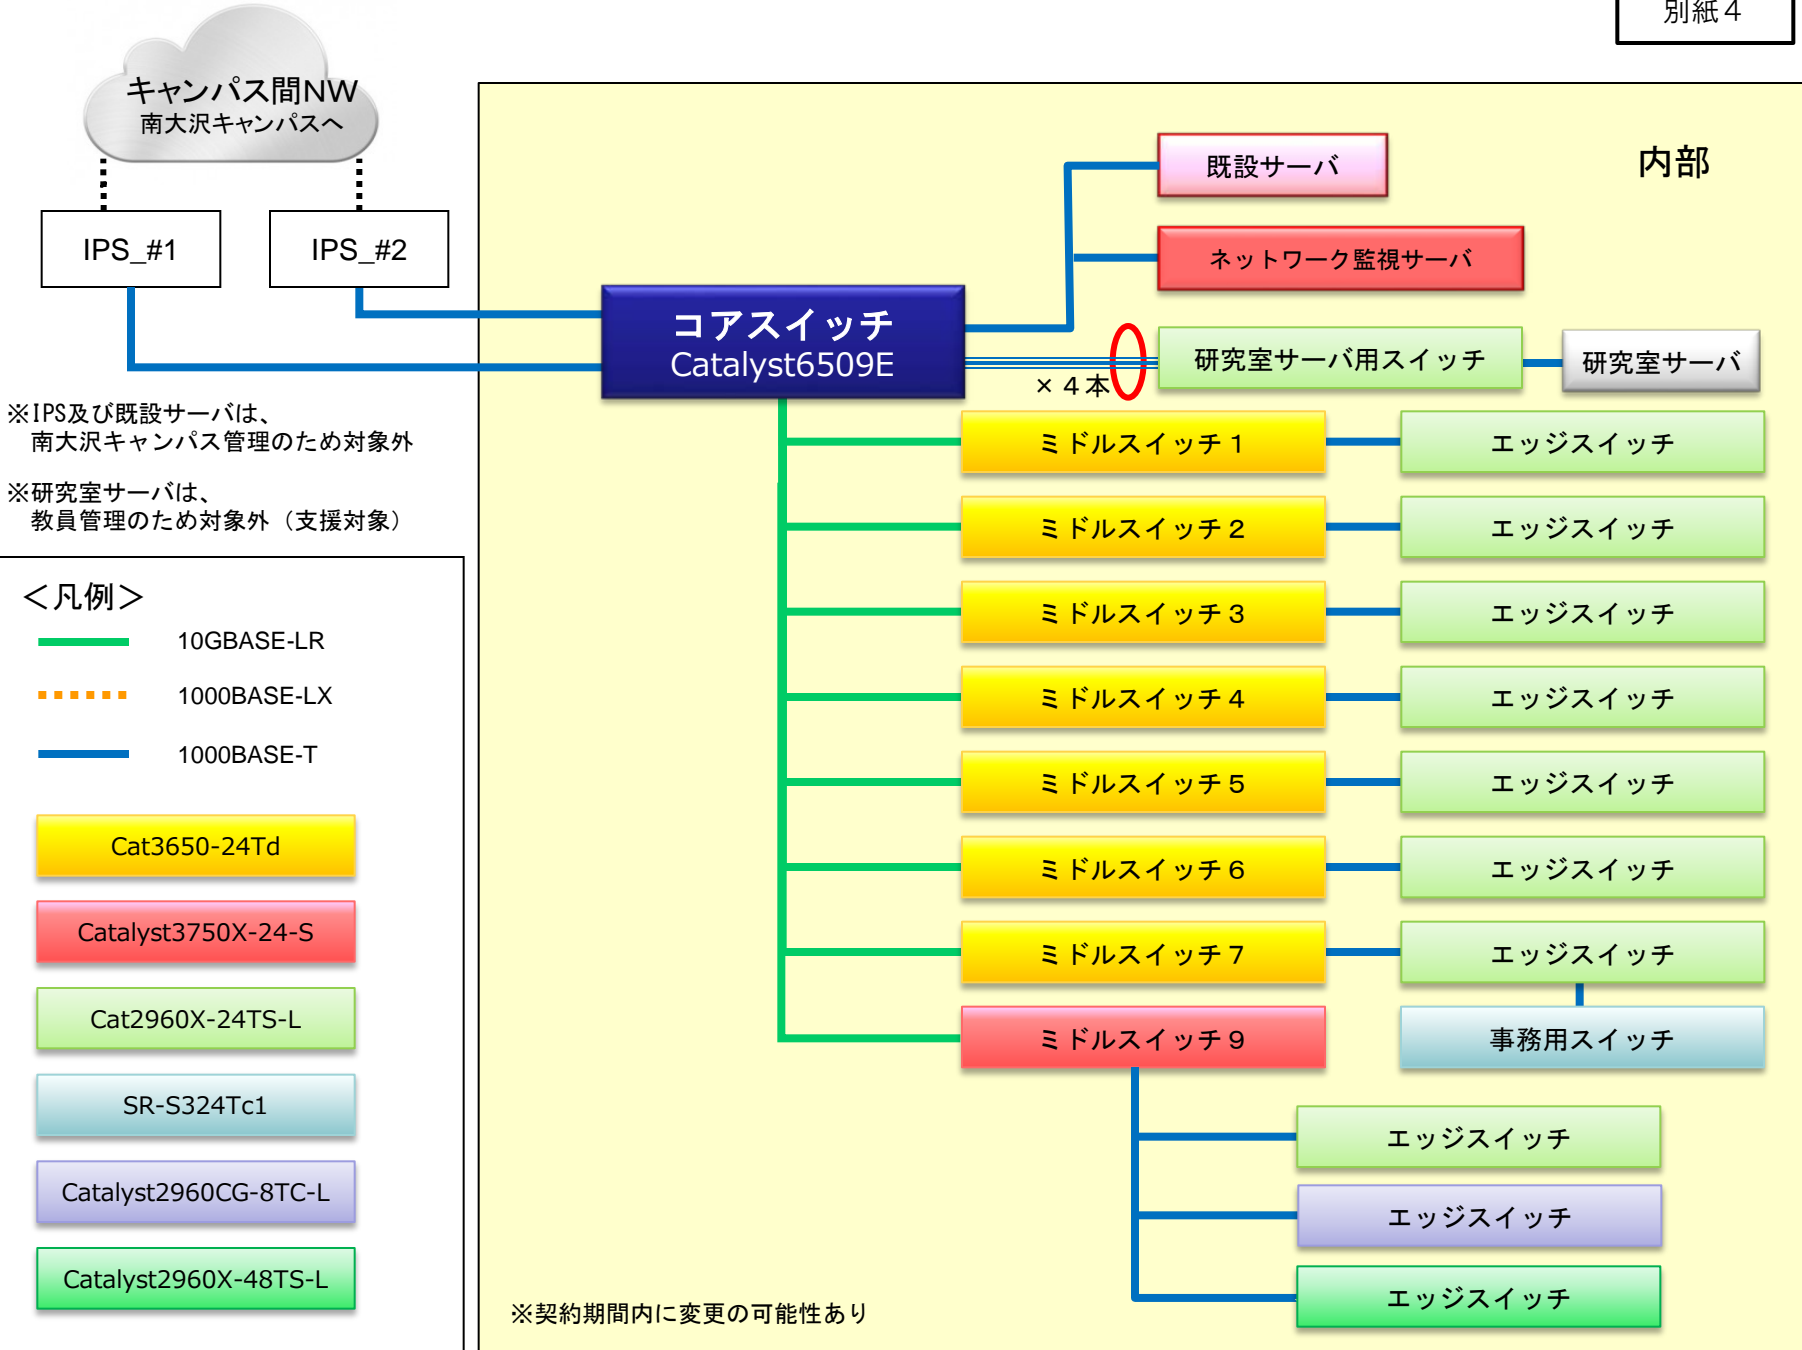 別紙４
キャンパス間NW
南大沢キャンパスへ
IPS_#1
IPS_#2
※IPS及び既設サーバは、
南大沢キャンパス管理のため対象外
※研究室サーバは、
教員管理のため対象外（支援対象）
＜凡例＞
10GBASE-LR
1000BASE-LX
1000BASE-T
Cat3650-24Td
Catalyst3750X-24-S
Cat2960X-24TS-L
SR-S324Tc1
Catalyst2960CG-8TC-L
Catalyst2960X-48TS-L
内部
既設サーバ
ネットワーク監視サーバ
コアスイッチ
Catalyst6509E
×４本
研究室サーバ用スイッチ
研究室サーバ
ミドルスイッチ１
エッジスイッチ
ミドルスイッチ２
エッジスイッチ
ミドルスイッチ３
エッジスイッチ
ミドルスイッチ４
エッジスイッチ
ミドルスイッチ５
エッジスイッチ
ミドルスイッチ６
エッジスイッチ
ミドルスイッチ７
エッジスイッチ
ミドルスイッチ９
事務用スイッチ
エッジスイッチ
エッジスイッチ
エッジスイッチ
※契約期間内に変更の可能性あり